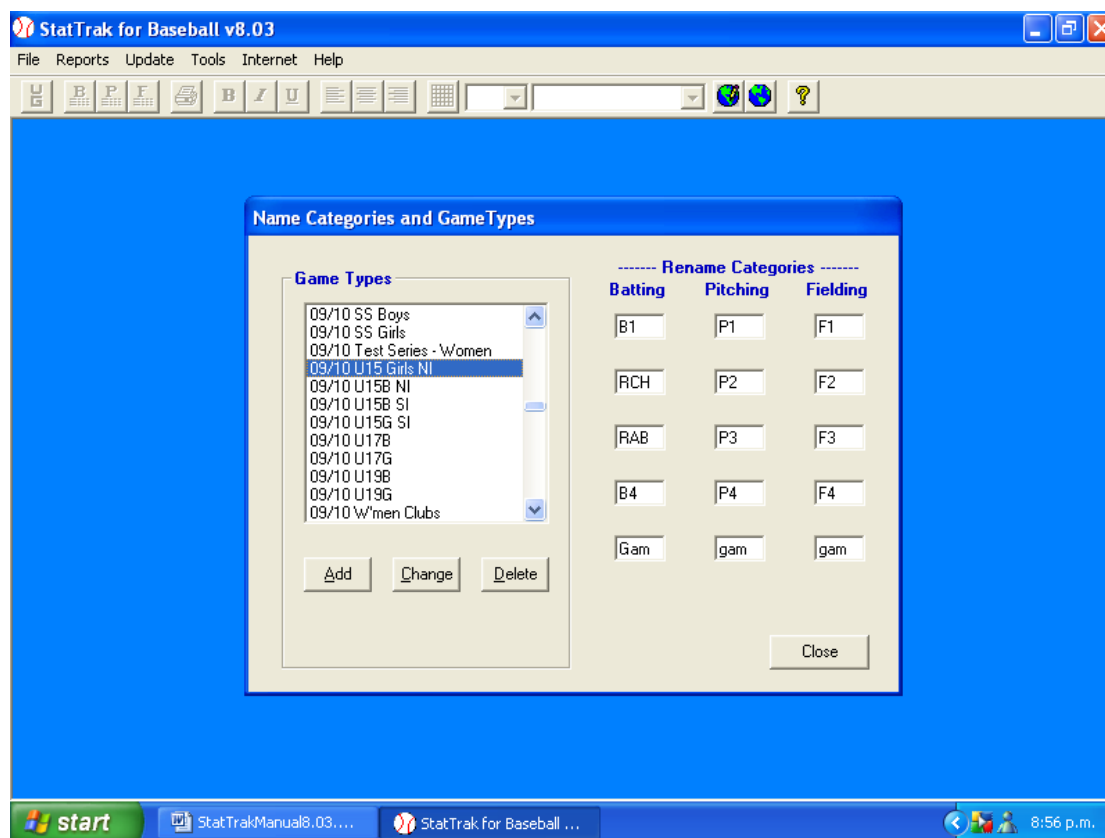 StatTrak for Baseball v8.03
File Reports Update Tools Internet Help
U G B P F B I U ?
Name Categories and GameTypes
Game Types
09/10 SS Boys
09/10 SS Girls
09/10 Test Series - Women
09/10 U15 Girls NI
09/10 U15B NI
09/10 U15B SI
09/10 U15G SI
09/10 U17B
09/10 U17G
09/10 U19B
09/10 U19G
09/10 W'men Clubs
Add Change Delete
------- Rename Categories -------
Batting Pitching Fielding
B1 P1 F1
RCH P2 F2
RAB P3 F3
B4 P4 F4
Gam gam gam
Close
start StatTrakManual8.03.... StatTrak for Baseball ... 8:56 p.m.